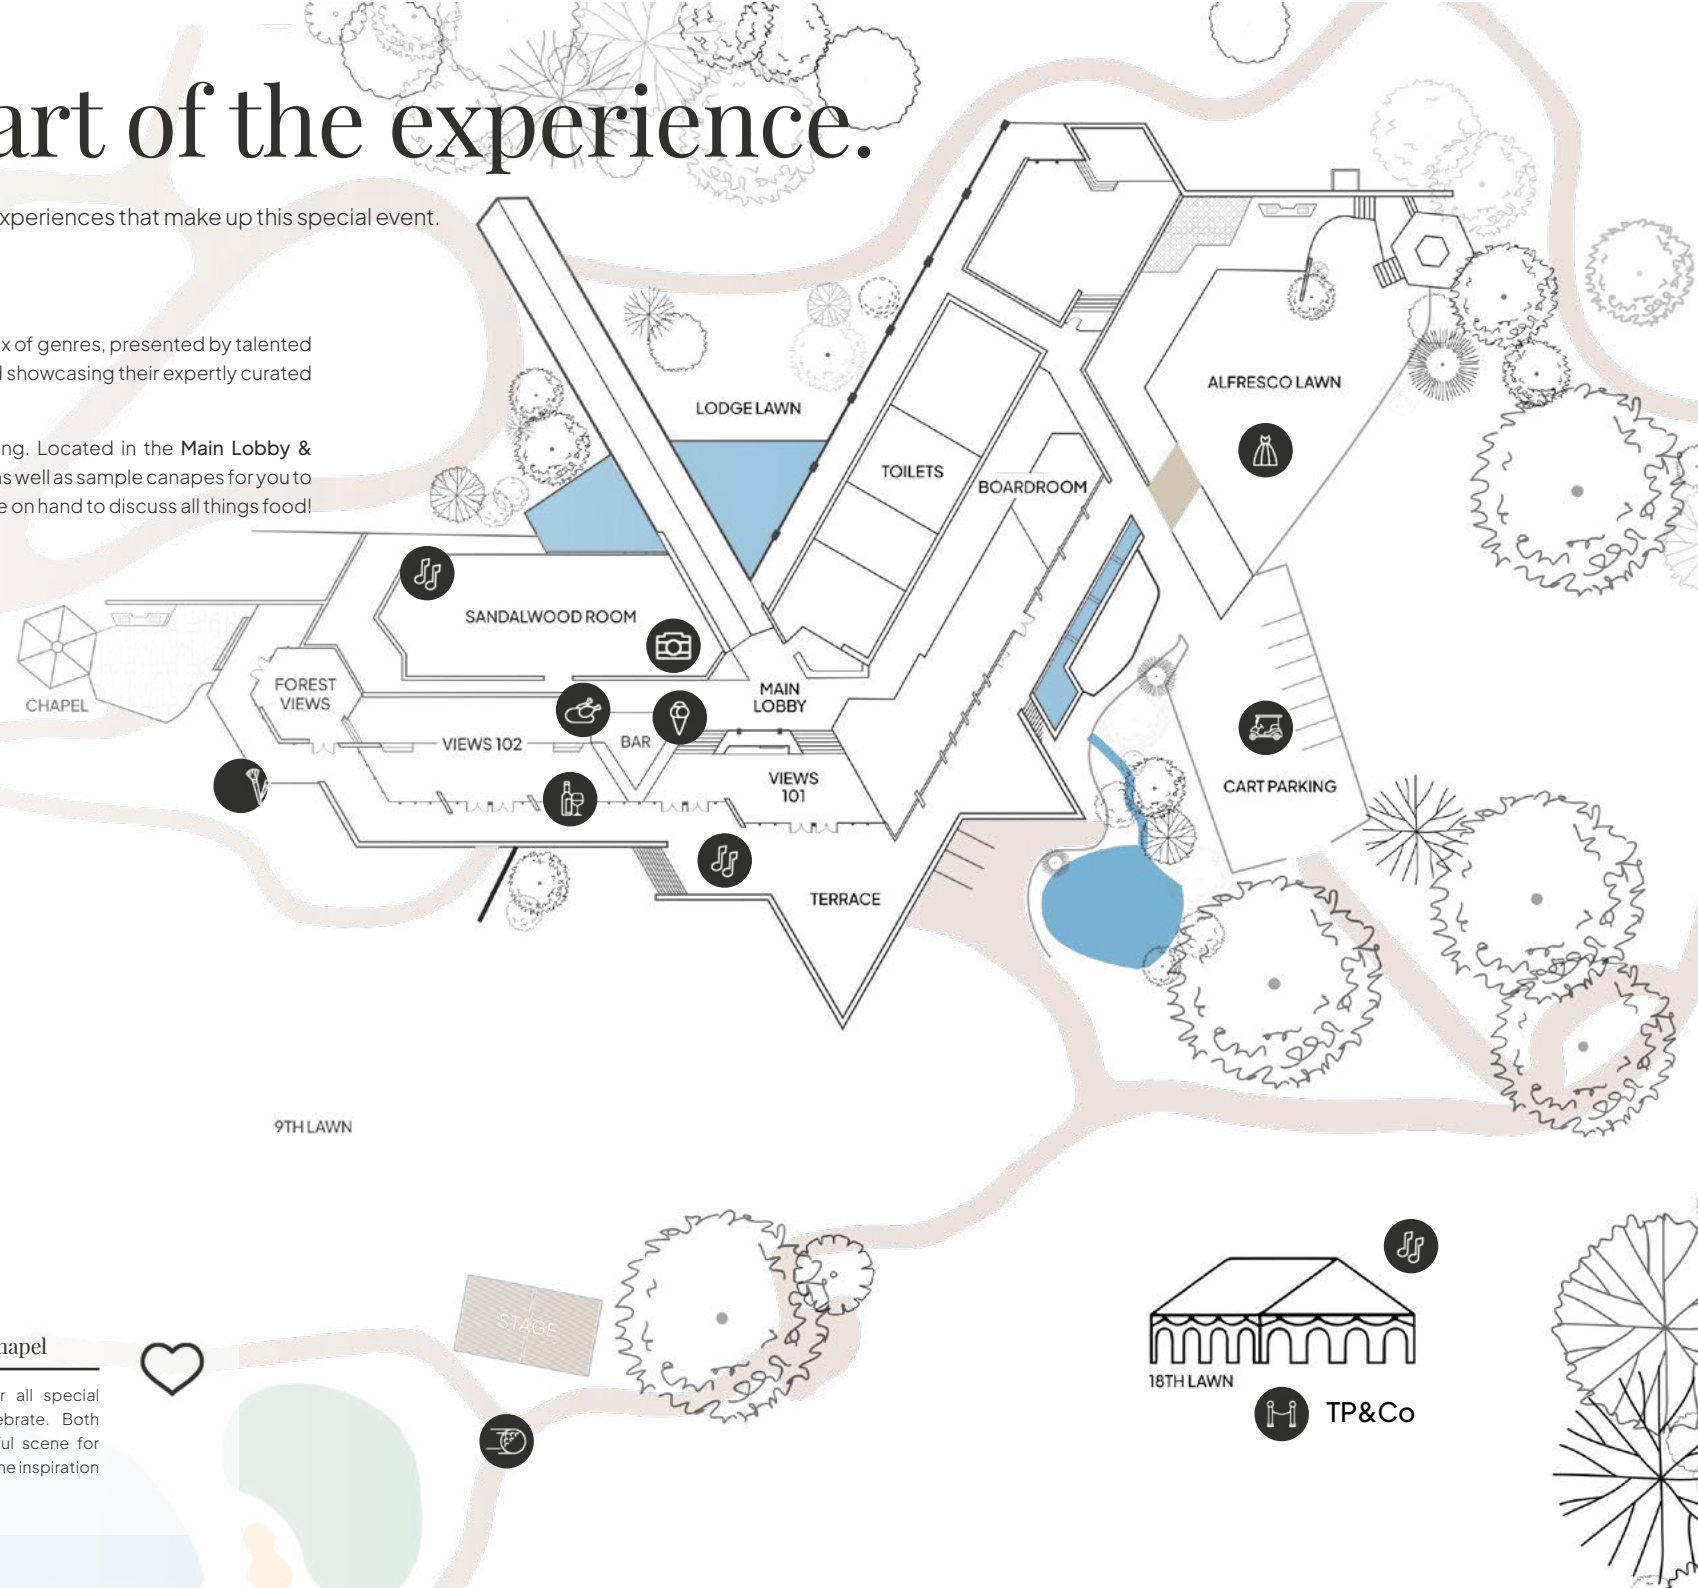 art of the experience.
xperiences that make up this special event.
x of genres, presented by talented
showcasing their expertly curated
ng. Located in the Main Lobby &
as well as sample canapes for you to
e on hand to discuss all things food!
LODGE LAWN
ALFRESCO LAWN
TOILETS
BOARDROOM
SANDALWOOD ROOM
CHAPEL
FOREST
VIEWS
MAIN
LOBBY
VIEWS 102
BAR
VIEWS
101
CART PARKING
TERRACE
9TH LAWN
STAGE
18TH LAWN
TP&Co
hapel
r all special
ebrate. Both
ul scene for
he inspiration